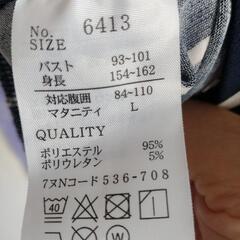 No. 6413
SIZE
バスト 93~101
身長 154~162
対応腹囲 84~110
マタニティ L
QUALITY
ポリエステル 95%
ポリウレタン 5%
7ヌNコード536-708
40
W